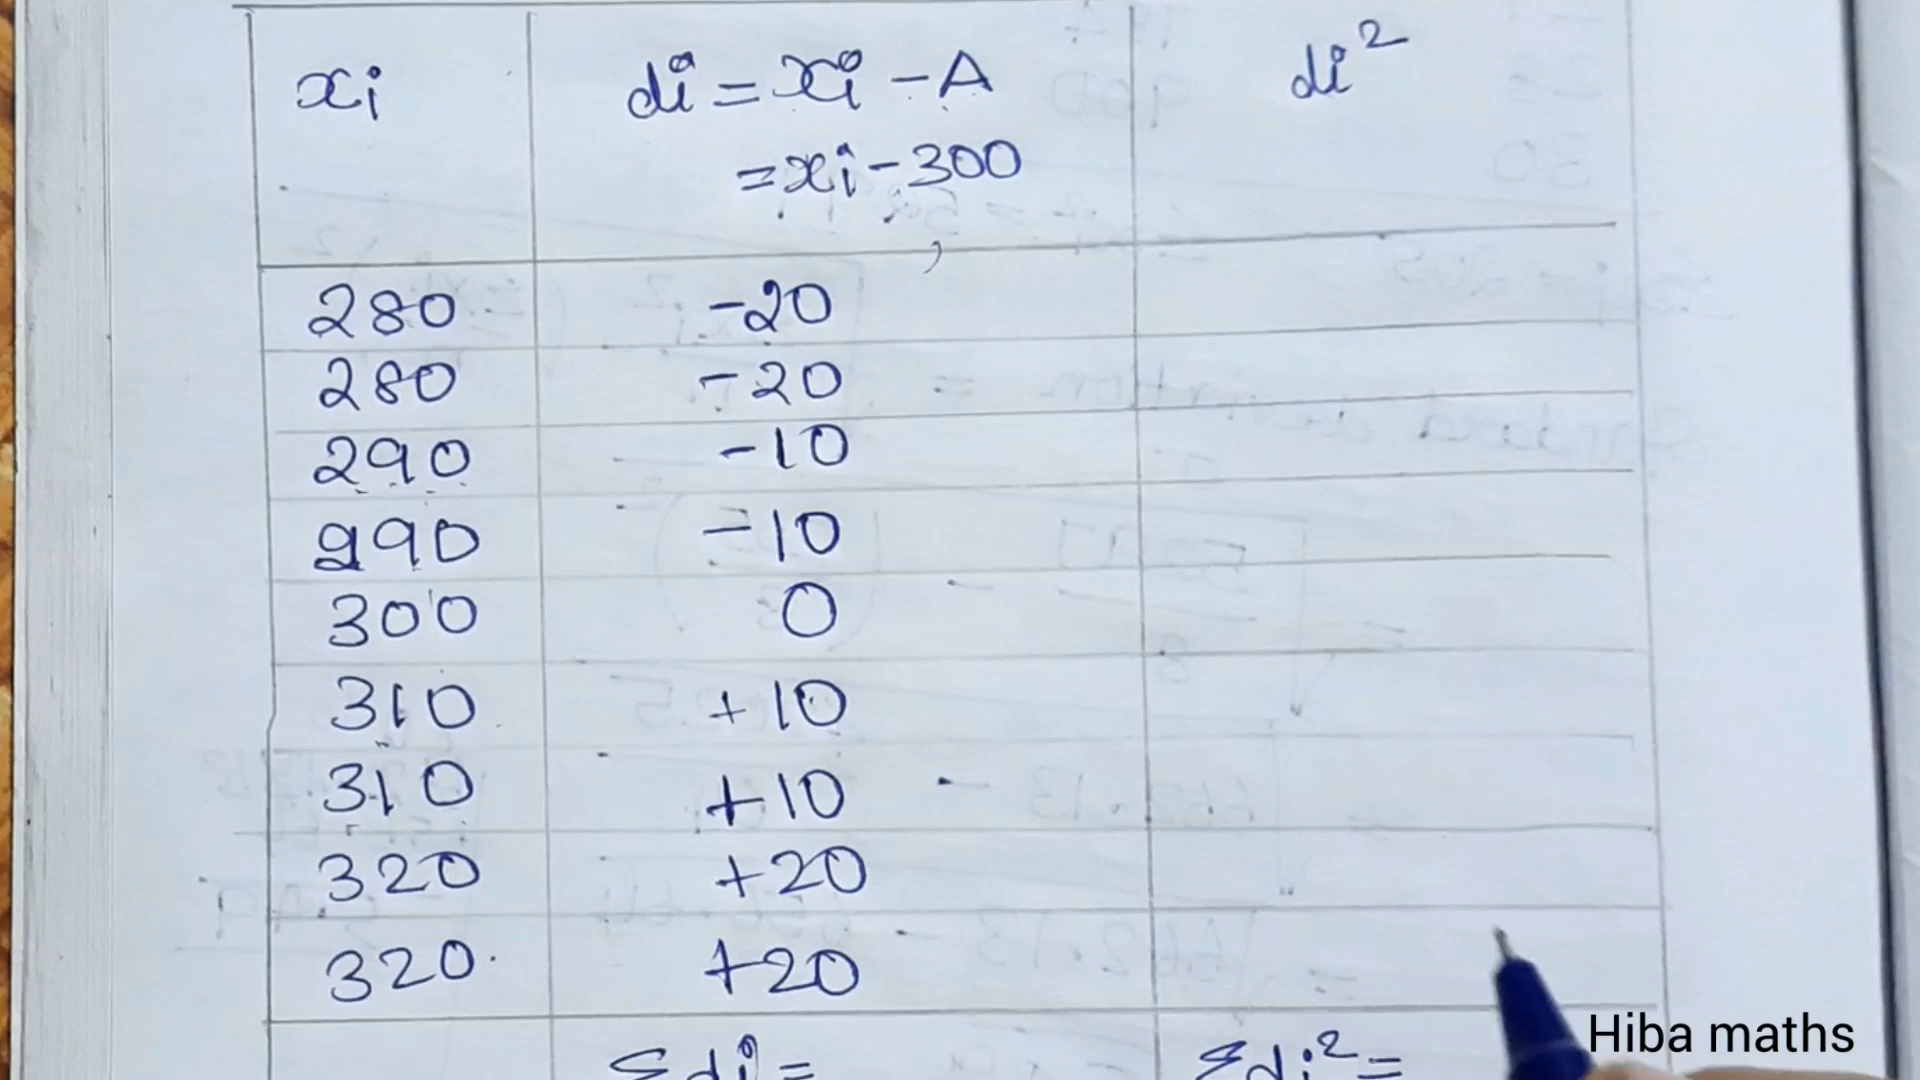 xi di = xi - A di²
= xi - 300
280 -20
280 -20
290 -10
290 -10
300 0
310 +10
310 +10
320 +20
320. +20
Σdi = Σdi² =
Hiba maths